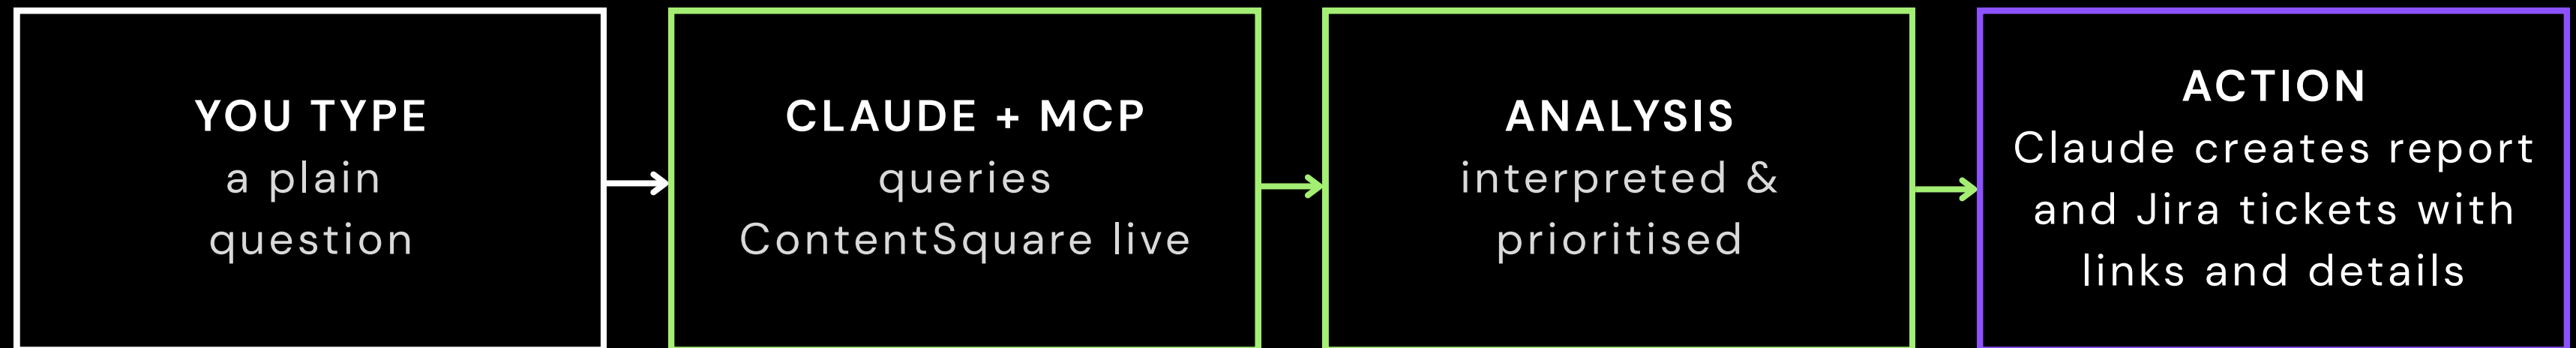 YOU TYPE
a plain
question
CLAUDE + MCP
queries
ContentSquare live
ANALYSIS
interpreted &
prioritised
ACTION
Claude creates report
and Jira tickets with
links and details